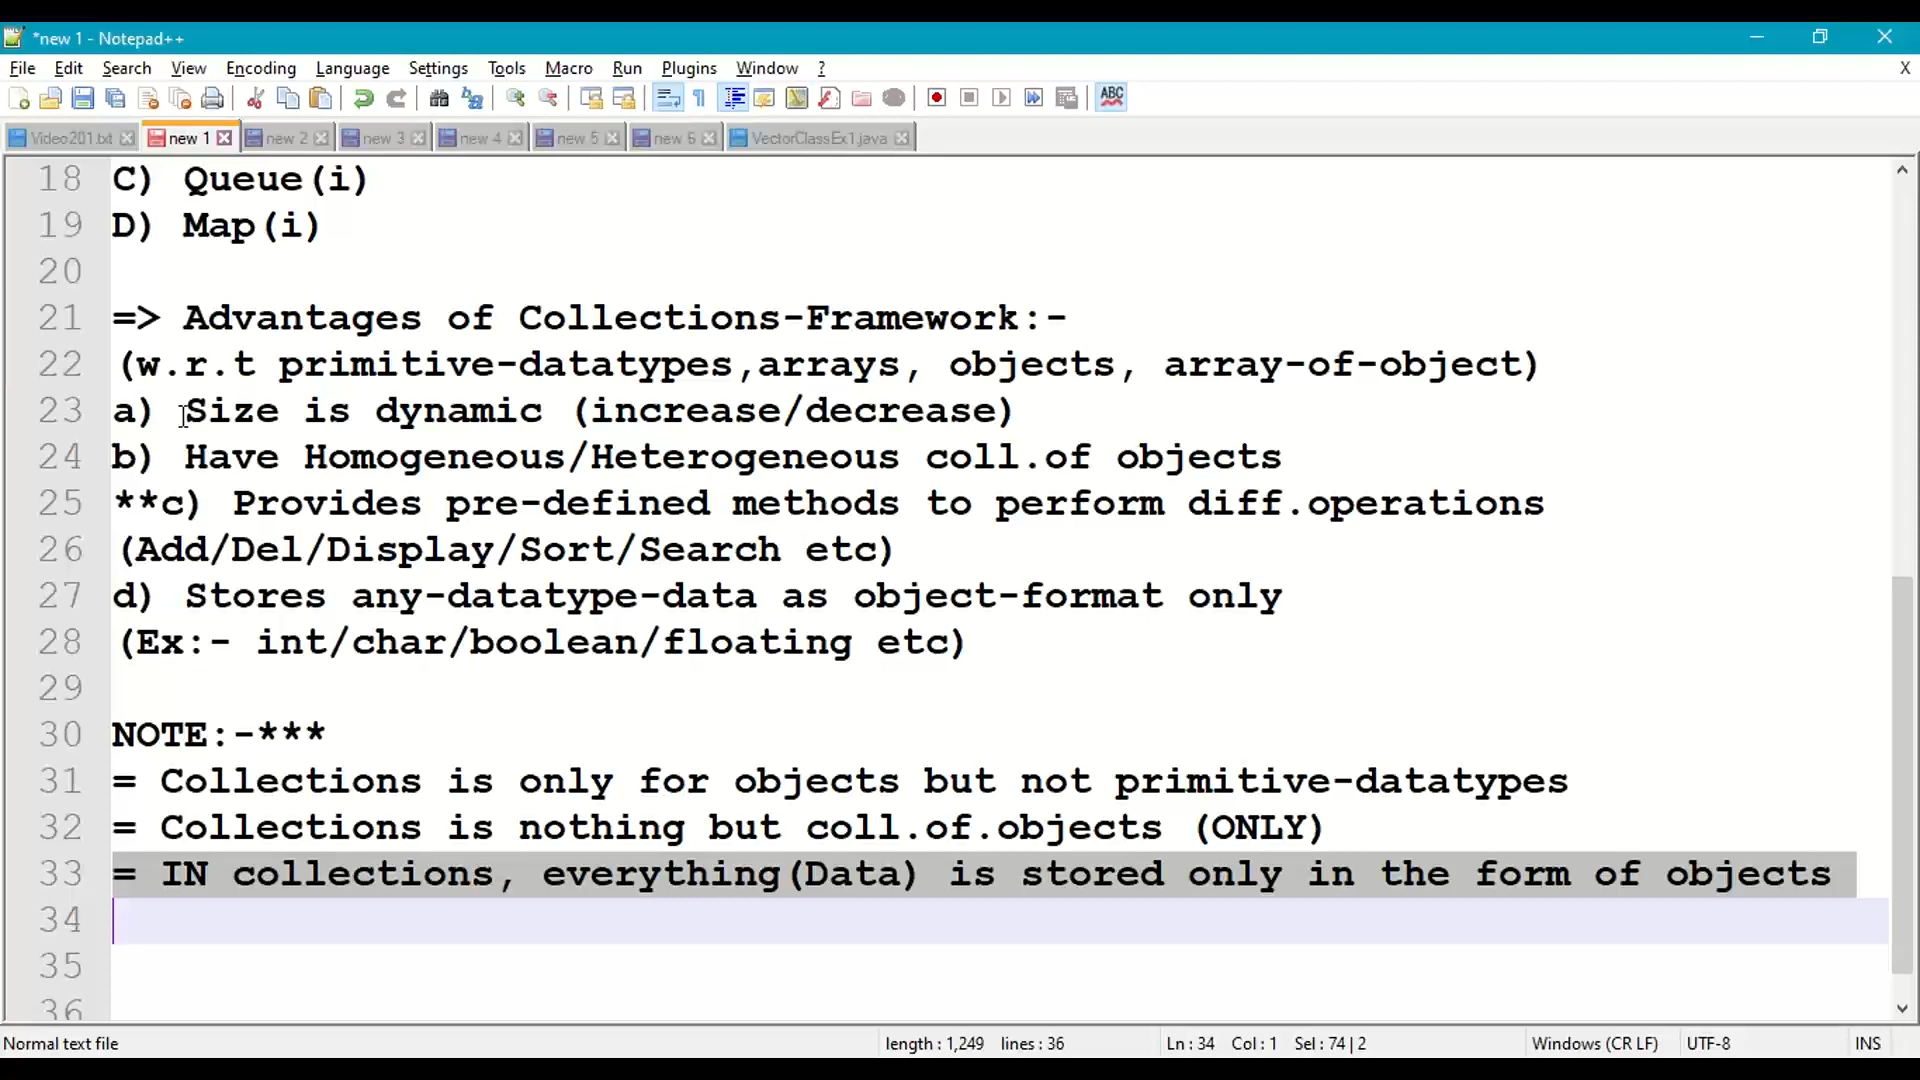 *new 1 - Notepad++
File Edit Search View Encoding Language Settings Tools Macro Run Plugins Window ? X
Video201.txt new 1 new 2 new 3 new 4 new 5 new 6 VectorClassEx1.java
18 C) Queue(i)
19 D) Map(i)
20
21 => Advantages of Collections-Framework:-
22 (w.r.t primitive-datatypes,arrays, objects, array-of-object)
23 a) Size is dynamic (increase/decrease)
24 b) Have Homogeneous/Heterogeneous coll.of objects
25 **c) Provides pre-defined methods to perform diff.operations
26 (Add/Del/Display/Sort/Search etc)
27 d) Stores any-datatype-data as object-format only
28 (Ex:- int/char/boolean/floating etc)
29
30 NOTE:-***
31 = Collections is only for objects but not primitive-datatypes
32 = Collections is nothing but coll.of.objects (ONLY)
33 = IN collections, everything(Data) is stored only in the form of objects
34
35
36
Normal text file length : 1,249 lines : 36 Ln : 34 Col : 1 Sel : 74 | 2 Windows (CR LF) UTF-8 INS